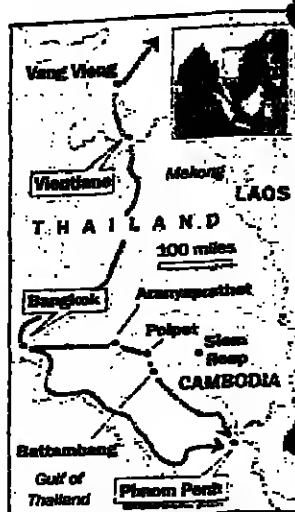 Vang Vieng
Vientiane
Mekong
LAOS
THAILAND
100 miles
Bangkok
Aranyaprathet
Poipet
Siem
Reap
CAMBODIA
Battambang
Gulf of
Thailand
Phnom Penh